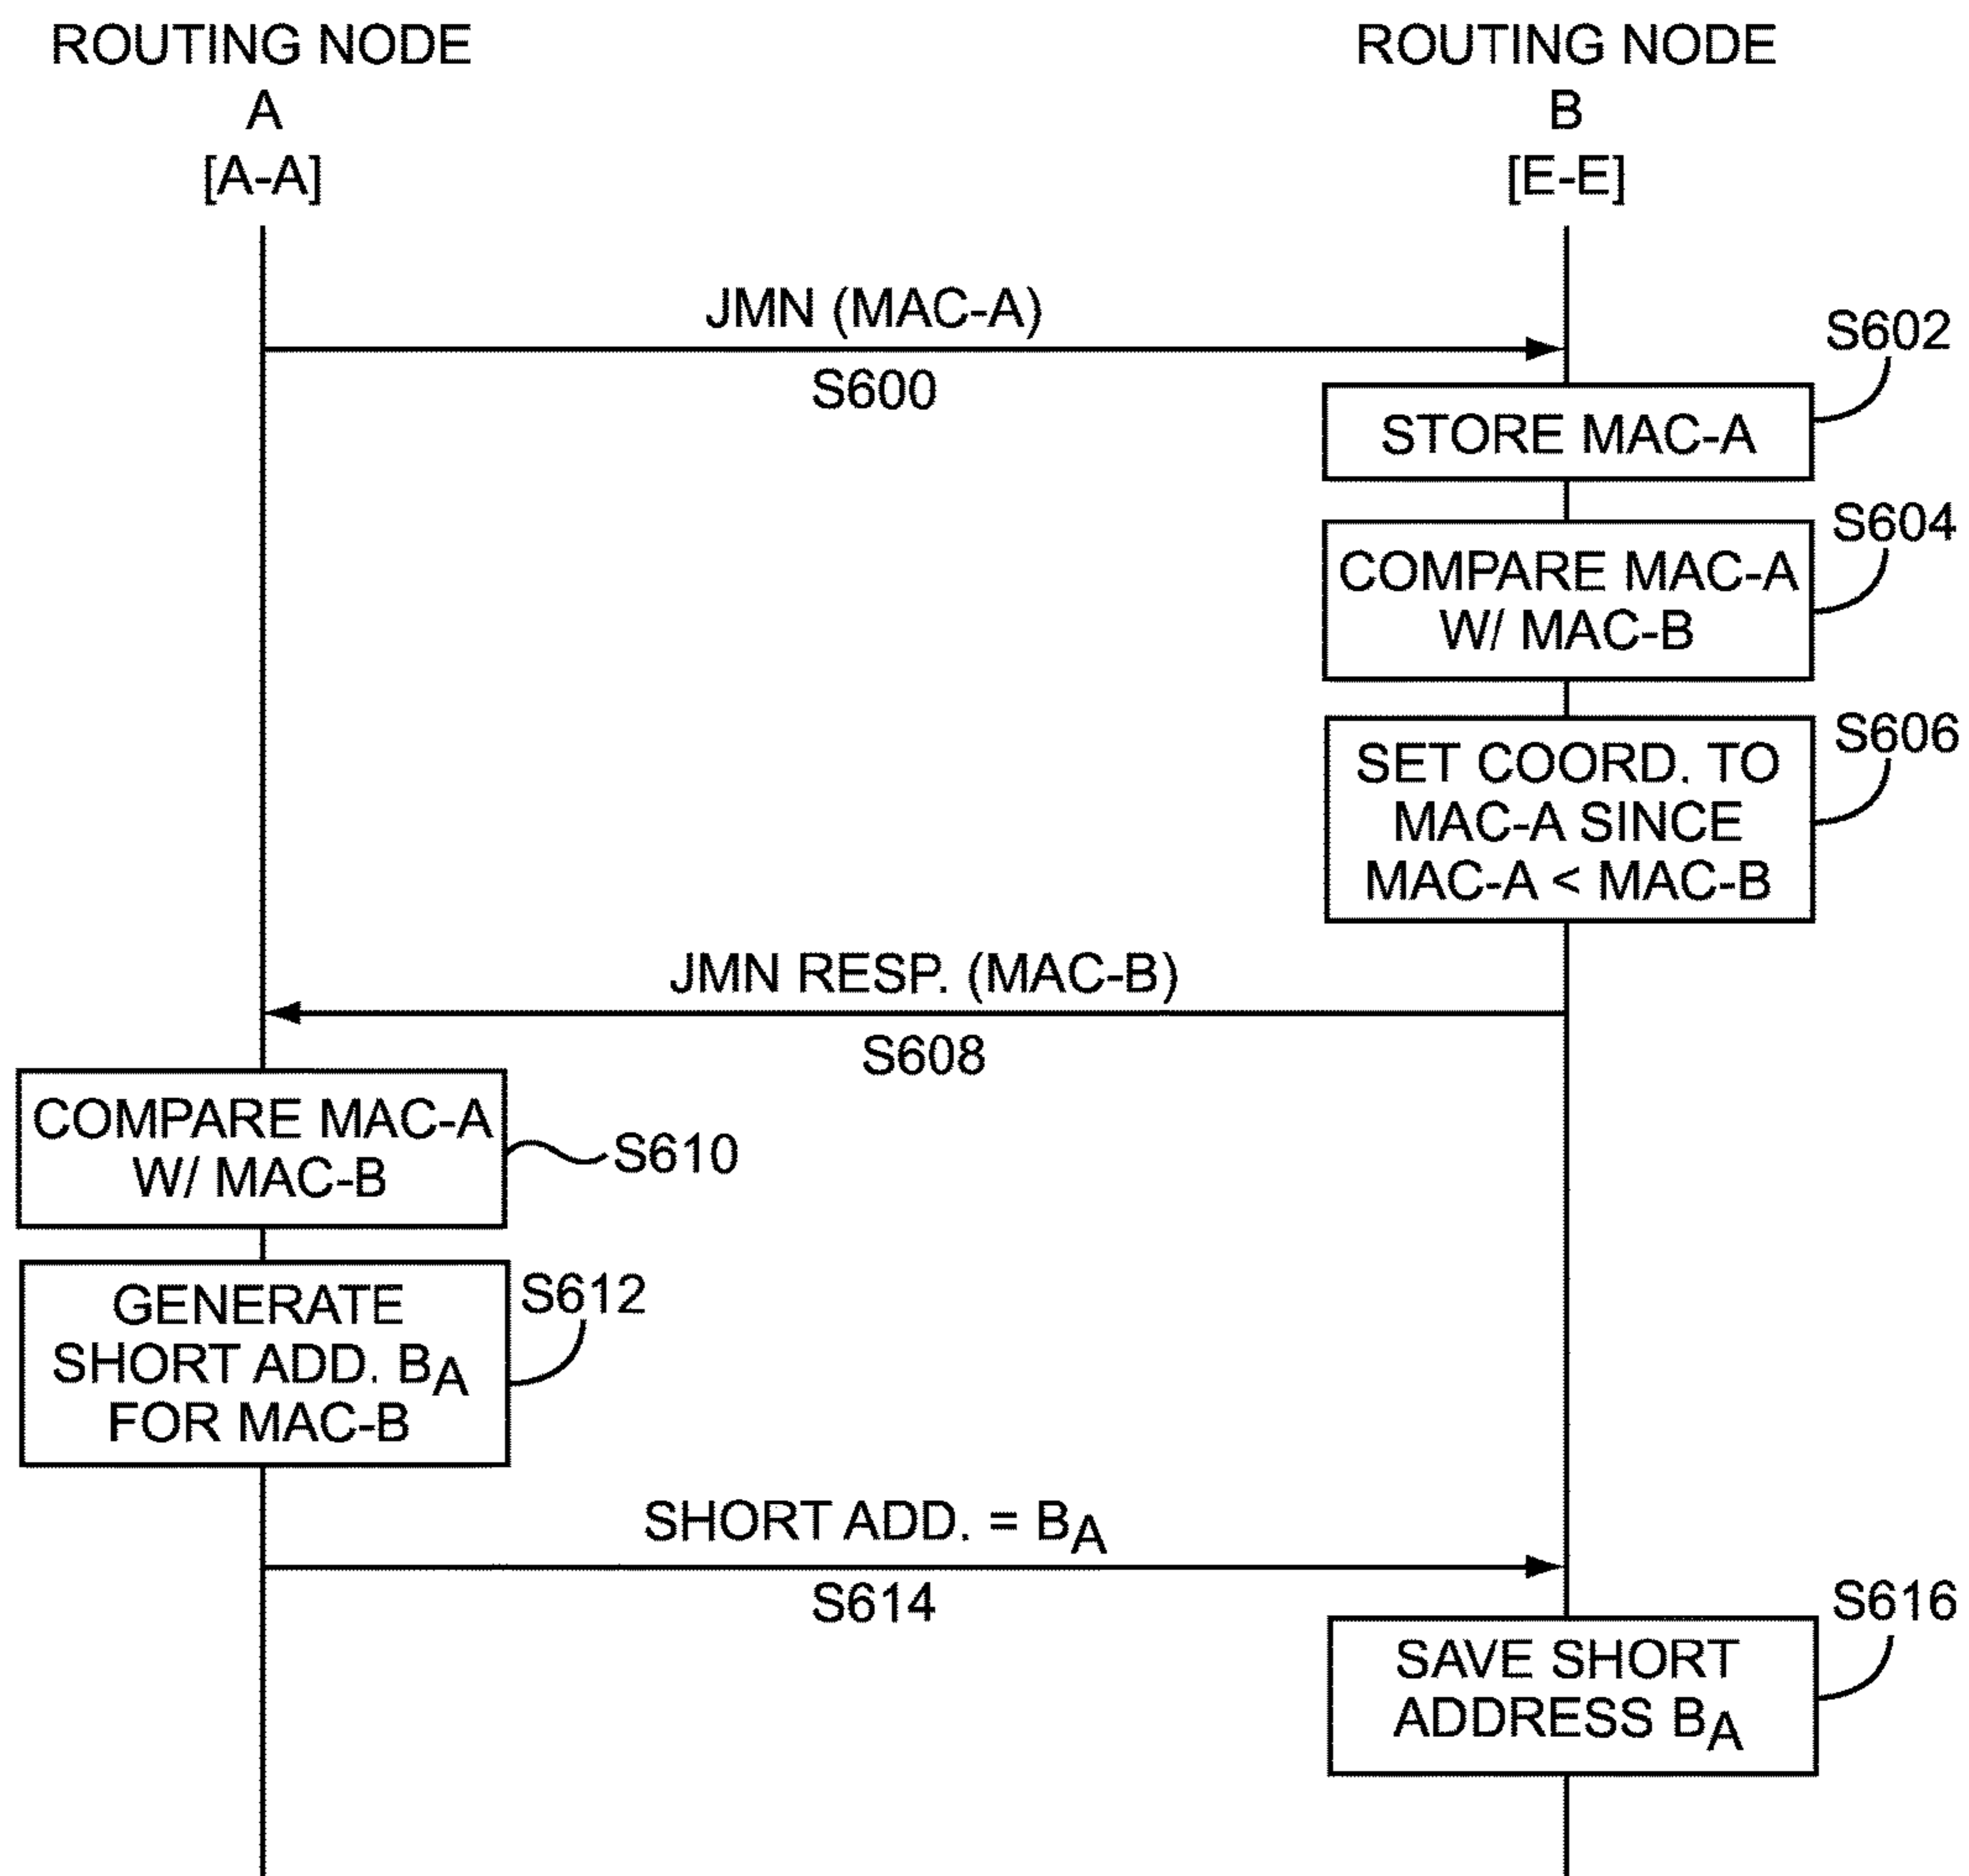 ROUTING NODE
A
[A-A]
ROUTING NODE
B
[E-E]
JMN (MAC-A)
S600
S602
STORE MAC-A
S604
COMPARE MAC-A
W/ MAC-B
S606
SET COORD. TO
MAC-A SINCE
MAC-A < MAC-B
JMN RESP. (MAC-B)
S608
COMPARE MAC-A
W/ MAC-B
S610
GENERATE
SHORT ADD. BA
FOR MAC-B
S612
SHORT ADD. = BA
S614
S616
SAVE SHORT
ADDRESS BA